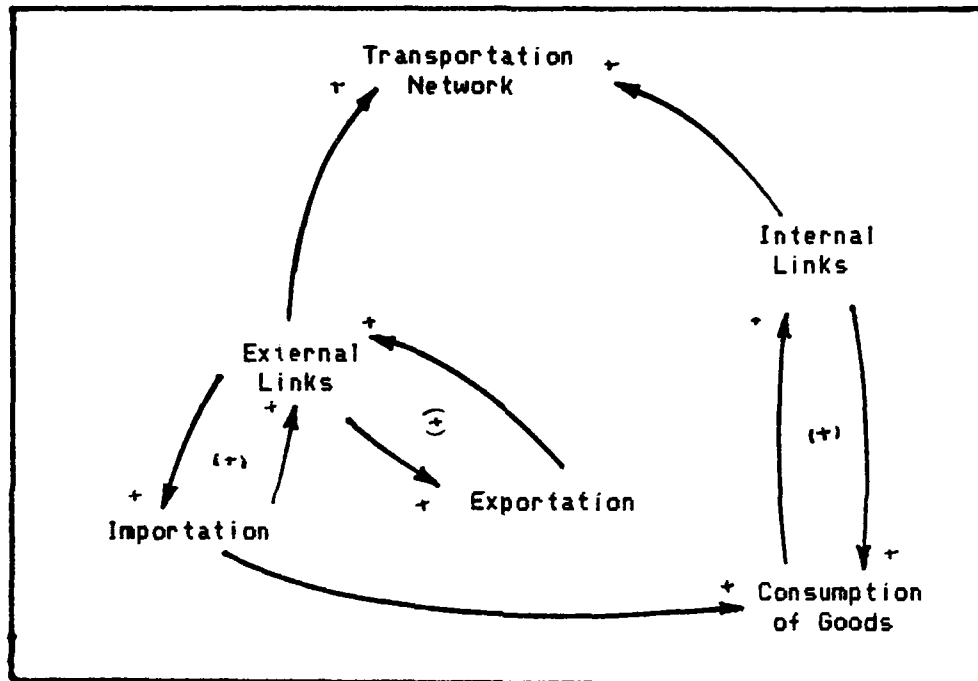 Transportation
Network
+
+
Internal
Links
+
+
External
Links
+
+
(+)
(+)
(+)
+
+
Exportation
Importation
+
+
Consumption
of Goods